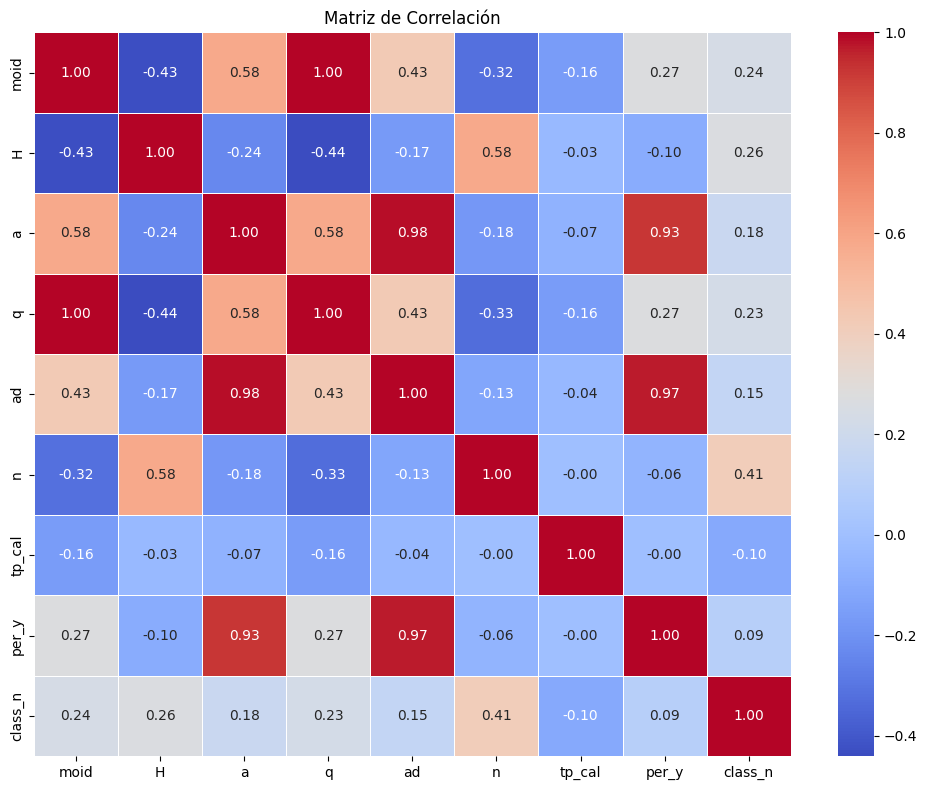 Matriz de Correlación
moid 1.00 -0.43 0.58 1.00 0.43 -0.32 -0.16 0.27 0.24
H -0.43 1.00 -0.24 -0.44 -0.17 0.58 -0.03 -0.10 0.26
a 0.58 -0.24 1.00 0.58 0.98 -0.18 -0.07 0.93 0.18
q 1.00 -0.44 0.58 1.00 0.43 -0.33 -0.16 0.27 0.23
ad 0.43 -0.17 0.98 0.43 1.00 -0.13 -0.04 0.97 0.15
n -0.32 0.58 -0.18 -0.33 -0.13 1.00 -0.00 -0.06 0.41
tp_cal -0.16 -0.03 -0.07 -0.16 -0.04 -0.00 1.00 -0.00 -0.10
per_y 0.27 -0.10 0.93 0.27 0.97 -0.06 -0.00 1.00 0.09
class_n 0.24 0.26 0.18 0.23 0.15 0.41 -0.10 0.09 1.00
moid H a q ad n tp_cal per_y class_n
1.0
0.8
0.6
0.4
0.2
0.0
−0.2
−0.4